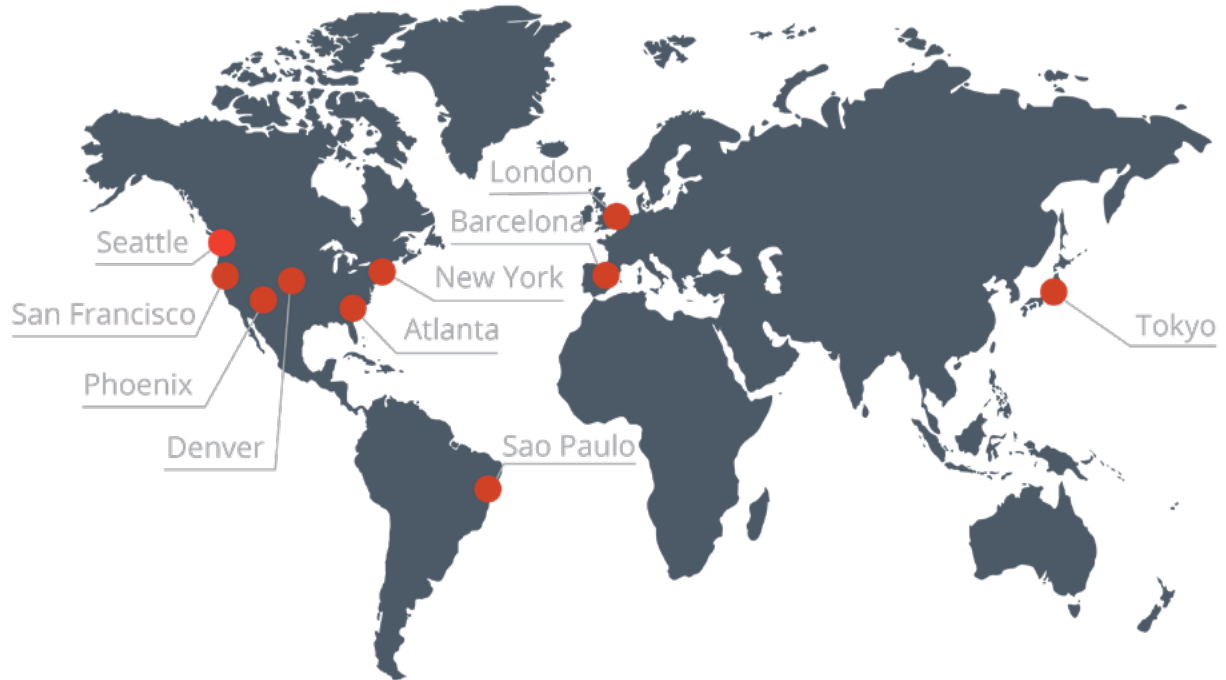 London
Barcelona
Seattle
New York
San Francisco
Atlanta
Tokyo
Phoenix
Denver
Sao Paulo